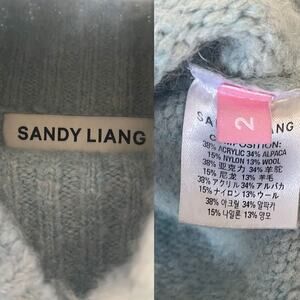 SANDY LIANG
2
SANDY LIANG
COMPOSITION:
38% ACRYLIC 34% ALPACA
15% NYLON 13% WOOL
38% 亚克力 34% 羊驼
15% 尼龙 13% 羊毛
38% アクリル 34% アルパカ
15% ナイロン 13% ウール
38% 아크릴 34% 알파카
15% 나일론 13% 양모